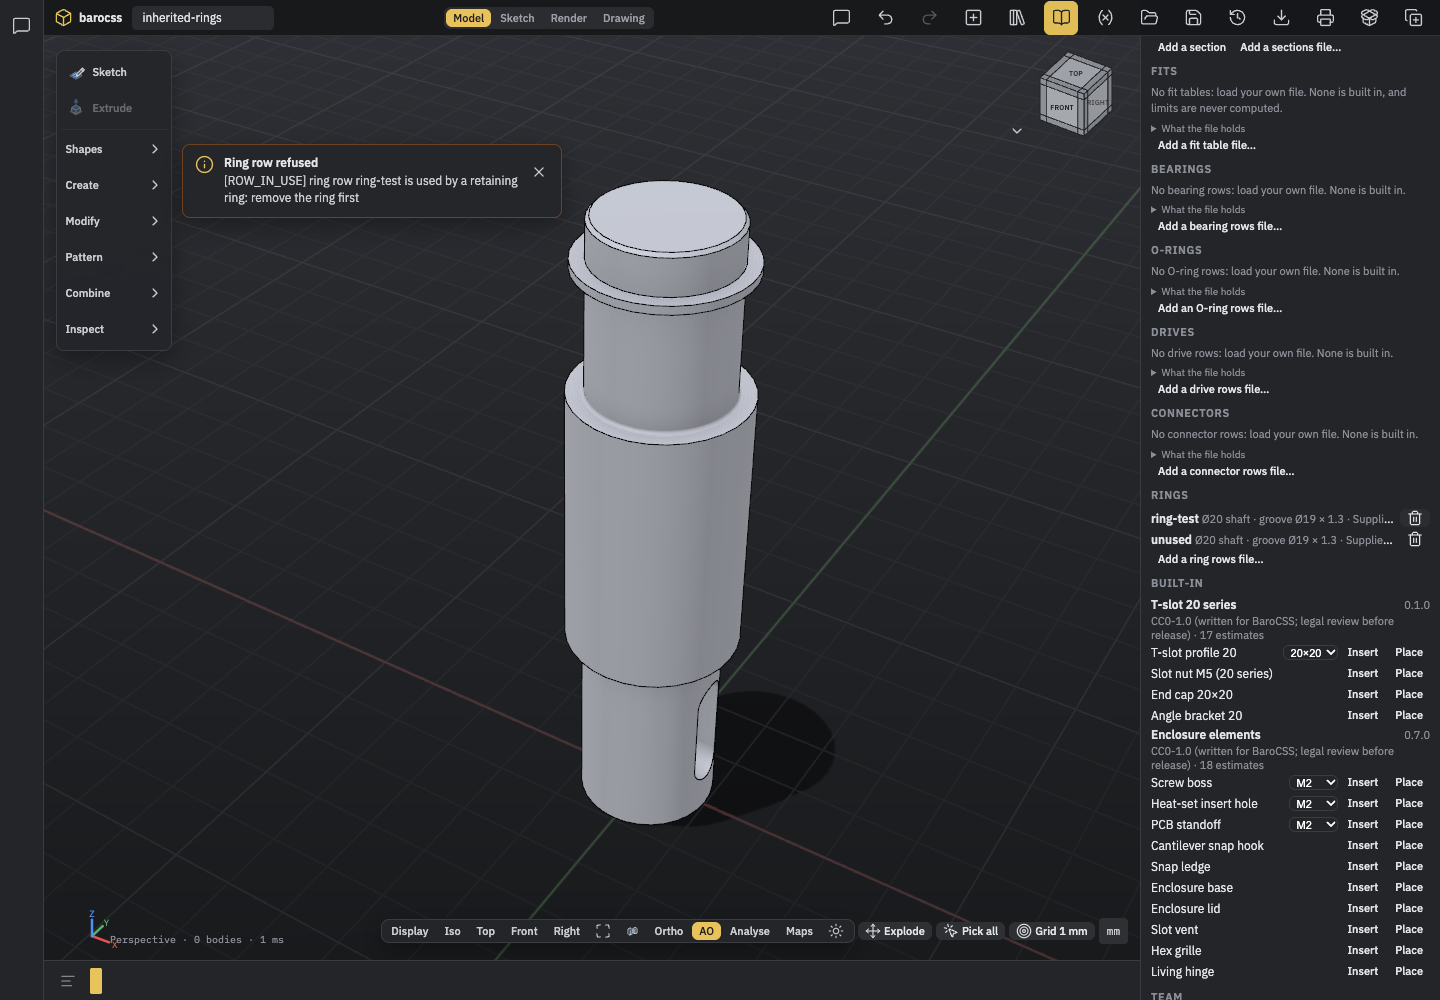 barocss
inherited-rings
Model
Sketch
Render
Drawing
Sketch
Extrude
Shapes
Create
Modify
Pattern
Combine
Inspect
Ring row refused
[ROW_IN_USE] ring row ring-test is used by a retaining
ring: remove the ring first
TOP
FRONT
RIGHT
Z
Y
X
Perspective · 0 bodies · 1 ms
Display
Iso
Top
Front
Right
Ortho
AO
Analyse
Maps
Explode
Pick all
Grid 1 mm
mm
Add a section Add a sections file...
FITS
No fit tables: load your own file. None is built in, and
limits are never computed.
What the file holds
Add a fit table file...
BEARINGS
No bearing rows: load your own file. None is built in.
What the file holds
Add a bearing rows file...
O-RINGS
No O-ring rows: load your own file. None is built in.
What the file holds
Add an O-ring rows file...
DRIVES
No drive rows: load your own file. None is built in.
What the file holds
Add a drive rows file...
CONNECTORS
No connector rows: load your own file. None is built in.
What the file holds
Add a connector rows file...
RINGS
ring-test Ø20 shaft · groove Ø19 × 1.3 · Suppli...
unused Ø20 shaft · groove Ø19 × 1.3 · Supplie...
Add a ring rows file...
BUILT-IN
T-slot 20 series 0.1.0
CC0-1.0 (written for BaroCSS; legal review before
release) · 17 estimates
T-slot profile 20 20×20 Insert Place
Slot nut M5 (20 series) Insert Place
End cap 20×20 Insert Place
Angle bracket 20 Insert Place
Enclosure elements 0.7.0
CC0-1.0 (written for BaroCSS; legal review before
release) · 18 estimates
Screw boss M2 Insert Place
Heat-set insert hole M2 Insert Place
PCB standoff M2 Insert Place
Cantilever snap hook Insert Place
Snap ledge Insert Place
Enclosure base Insert Place
Enclosure lid Insert Place
Slot vent Insert Place
Hex grille Insert Place
Living hinge Insert Place
TEAM